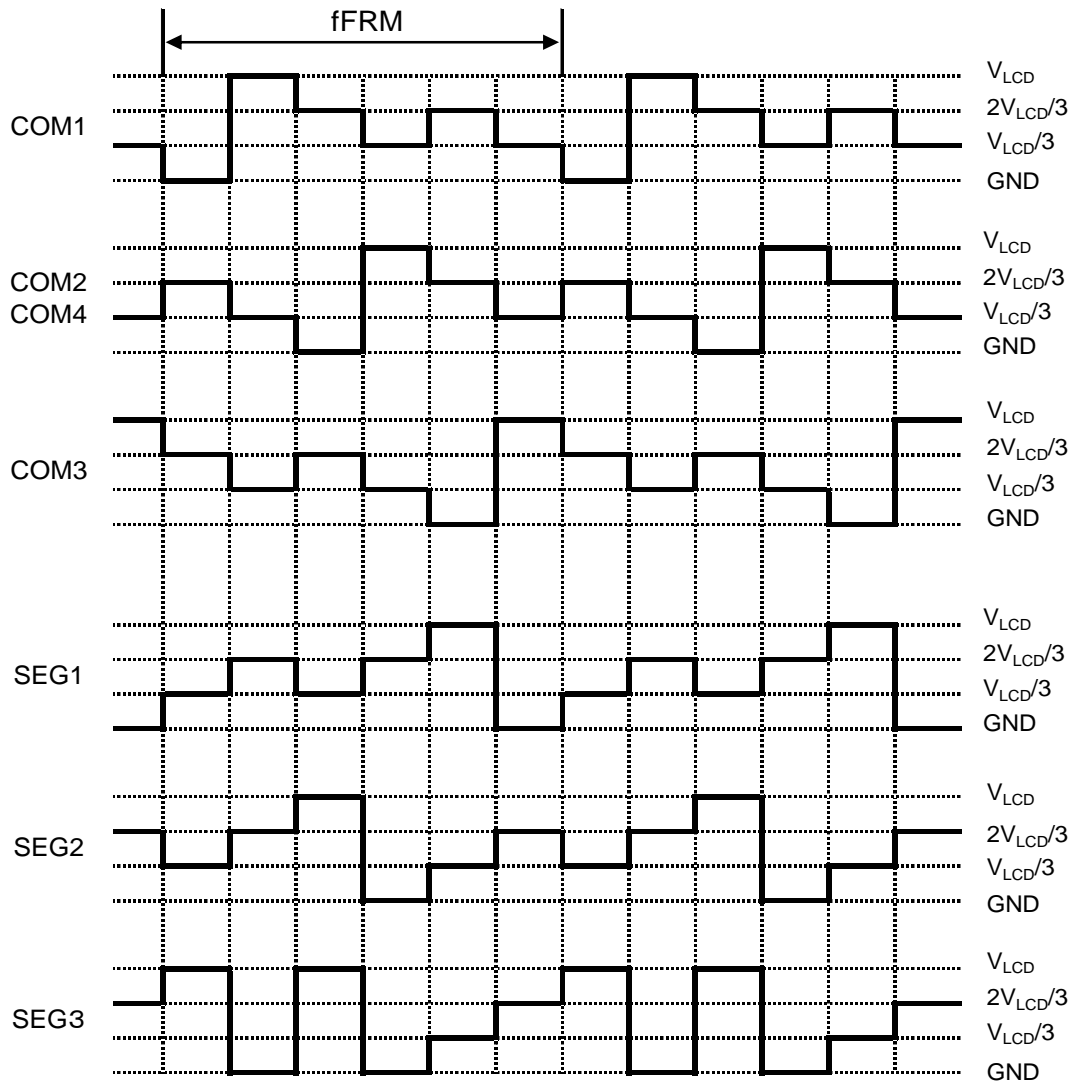 fFRM
COM1
VLCD
2VLCD/3
VLCD/3
GND
COM2
COM4
VLCD
2VLCD/3
VLCD/3
GND
COM3
VLCD
2VLCD/3
VLCD/3
GND
SEG1
VLCD
2VLCD/3
VLCD/3
GND
SEG2
VLCD
2VLCD/3
VLCD/3
GND
SEG3
VLCD
2VLCD/3
VLCD/3
GND